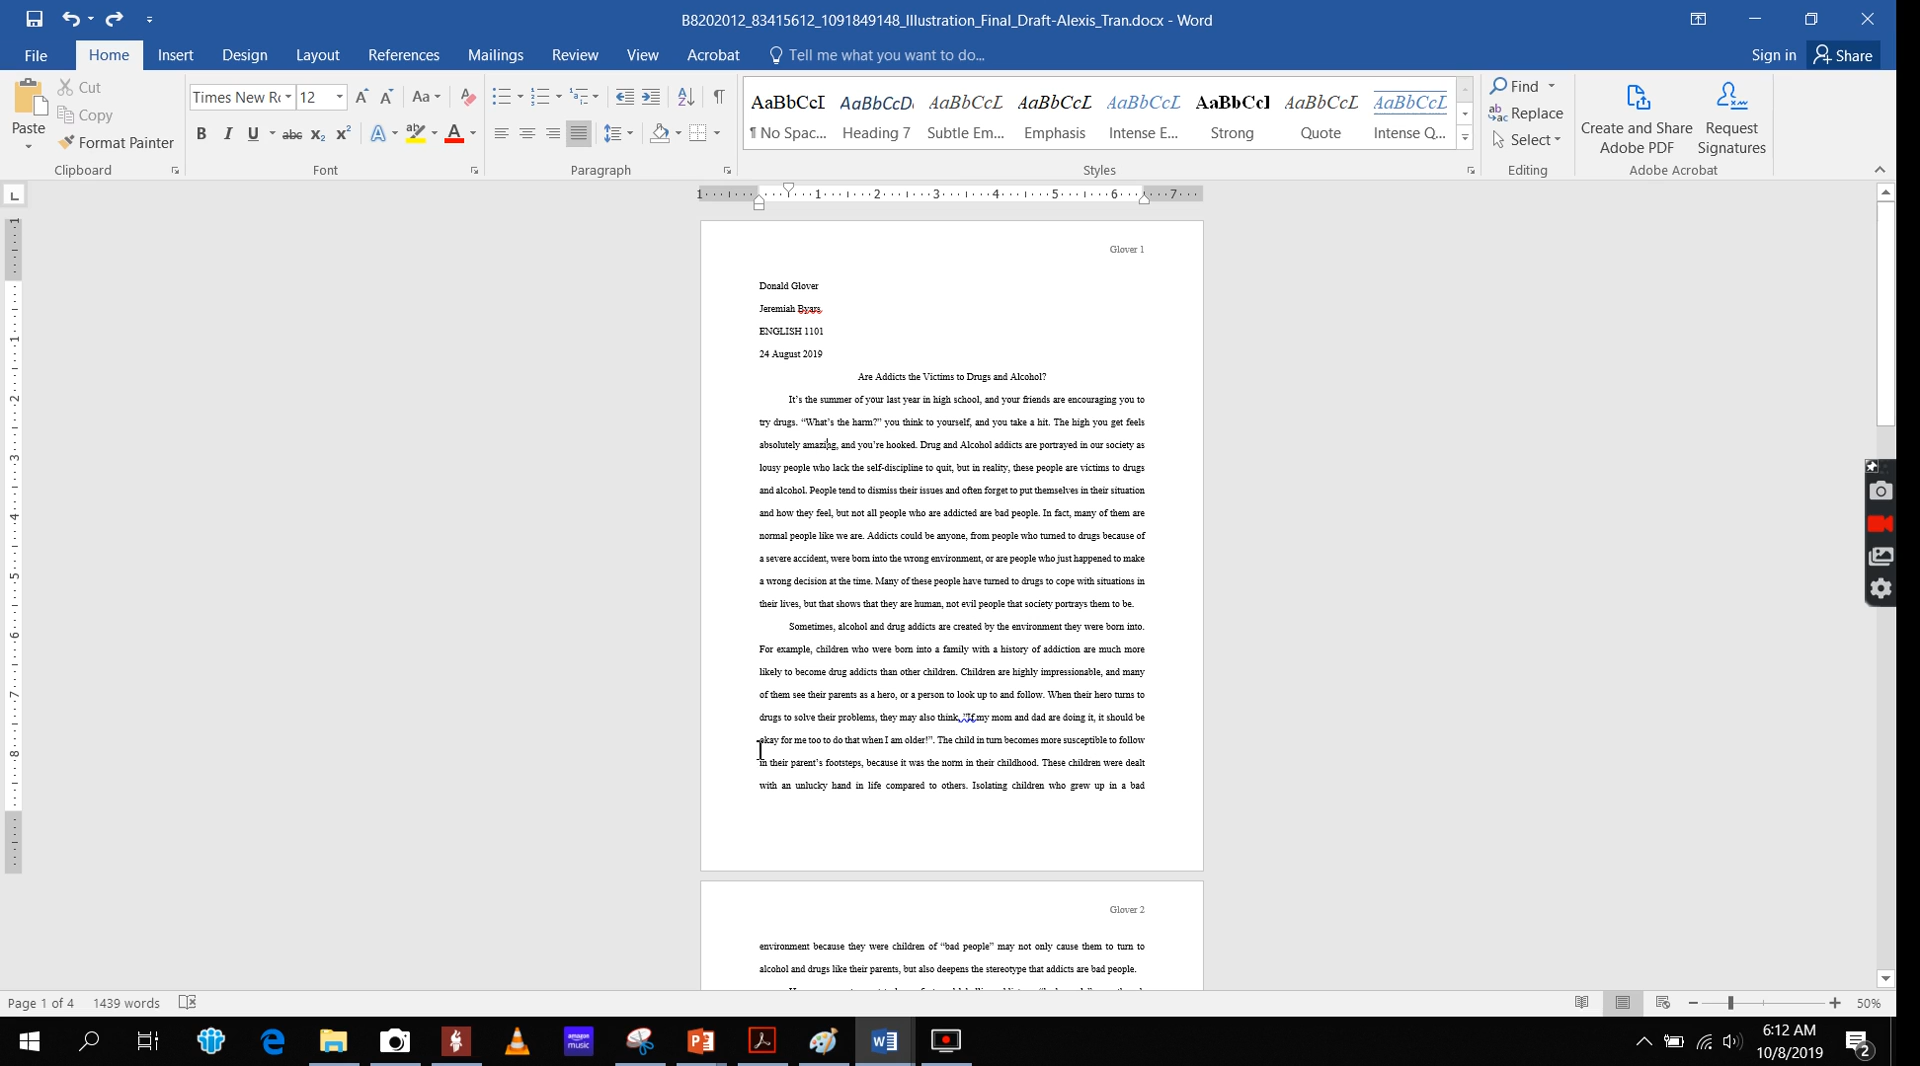 B8202012_83415612_1091849148_Illustration_Final_Draft-Alexis_Tran.docx - Word
File Home Insert Design Layout References Mailings Review View Acrobat Tell me what you want to do... Sign in Share
Paste
Cut
Copy
Format Painter
Clipboard
Times New Ro 12
Font
Paragraph
AaBbCcI AaBbCcD AaBbCcL AaBbCcL AaBbCcL AaBbCcI AaBbCcL AaBbCcL
¶ No Spac... Heading 7 Subtle Em... Emphasis Intense E... Strong Quote Intense Q...
Styles
Find
Replace
Select
Editing
Create and Share Adobe PDF
Request Signatures
Adobe Acrobat
1 1 2 3 4 5 6 7
Glover 1
Donald Glover
Jeremiah Byars
ENGLISH 1101
24 August 2019
Are Addicts the Victims to Drugs and Alcohol?
It’s the summer of your last year in high school, and your friends are encouraging you to
try drugs. “What’s the harm?” you think to yourself, and you take a hit. The high you get feels
absolutely amazing, and you’re hooked. Drug and Alcohol addicts are portrayed in our society as
lousy people who lack the self-discipline to quit, but in reality, these people are victims to drugs
and alcohol. People tend to dismiss their issues and often forget to put themselves in their situation
and how they feel, but not all people who are addicted are bad people. In fact, many of them are
normal people like we are. Addicts could be anyone, from people who turned to drugs because of
a severe accident, were born into the wrong environment, or are people who just happened to make
a wrong decision at the time. Many of these people have turned to drugs to cope with situations in
their lives, but that shows that they are human, not evil people that society portrays them to be.
Sometimes, alcohol and drug addicts are created by the environment they were born into.
For example, children who were born into a family with a history of addiction are much more
likely to become drug addicts than other children. Children are highly impressionable, and many
of them see their parents as a hero, or a person to look up to and follow. When their hero turns to
drugs to solve their problems, they may also think, ”If my mom and dad are doing it, it should be
okay for me too to do that when I am older!”. The child in turn becomes more susceptible to follow
in their parent’s footsteps, because it was the norm in their childhood. These children were dealt
with an unlucky hand in life compared to others. Isolating children who grew up in a bad
Glover 2
environment because they were children of “bad people” may not only cause them to turn to
alcohol and drugs like their parents, but also deepens the stereotype that addicts are bad people.
Page 1 of 4 1439 words 50%
amazon music
6:12 AM
10/8/2019
2